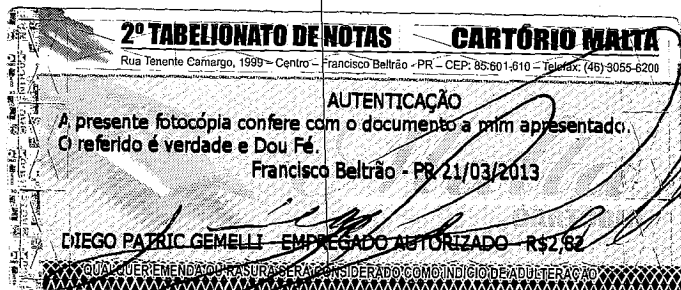 2º TABELIONATO DE NOTAS CARTÓRIO MALTA
Rua Tenente Camargo, 1999 - Centro - Francisco Beltrão - PR - CEP: 85.601-610 - Telefax: (46) 3055-6200
AUTENTICAÇÃO
A presente fotocópia confere com o documento a mim apresentado.
O referido é verdade e Dou Fé.
Francisco Beltrão - PR 21/03/2013
DIEGO PATRIC GEMELLI - EMPREGADO AUTORIZADO - R$2,82
QUALQUER EMENDA OU RASURA SERÁ CONSIDERADO COMO INDÍCIO DE ADULTERAÇÃO